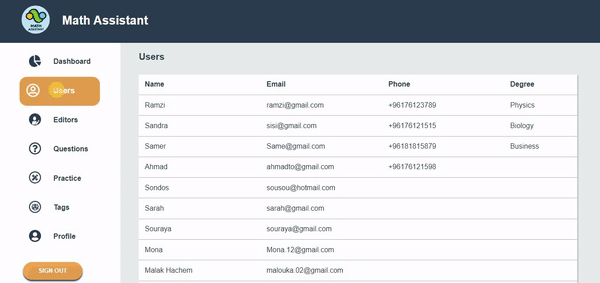 MATH
ASSISTANT
Math Assistant
Dashboard
Users
Editors
Questions
Practice
Tags
Profile
SIGN OUT
Users
Name Email Phone Degree
Ramzi ramzi@gmail.com +96176123789 Physics
Sandra sisi@gmail.com +96176121515 Biology
Samer Same@gmail.com +96181815879 Business
Ahmad ahmadto@gmail.com +96176121598
Sondos sousou@hotmail.com
Sarah sarah@gmail.com
Souraya souraya@gmail.com
Mona Mona.12@gmail.com
Malak Hachem malouka.02@gmail.com